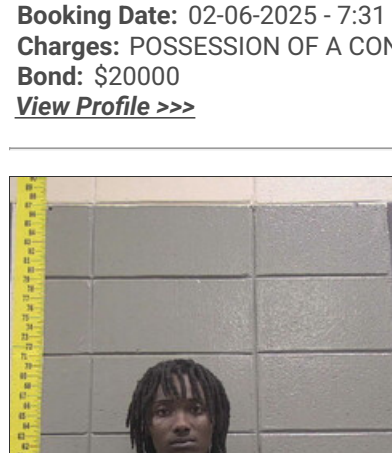 Booking Date: 02-06-2025 - 7:31
Charges: POSSESSION OF A CON
Bond: $20000
View Profile >>>